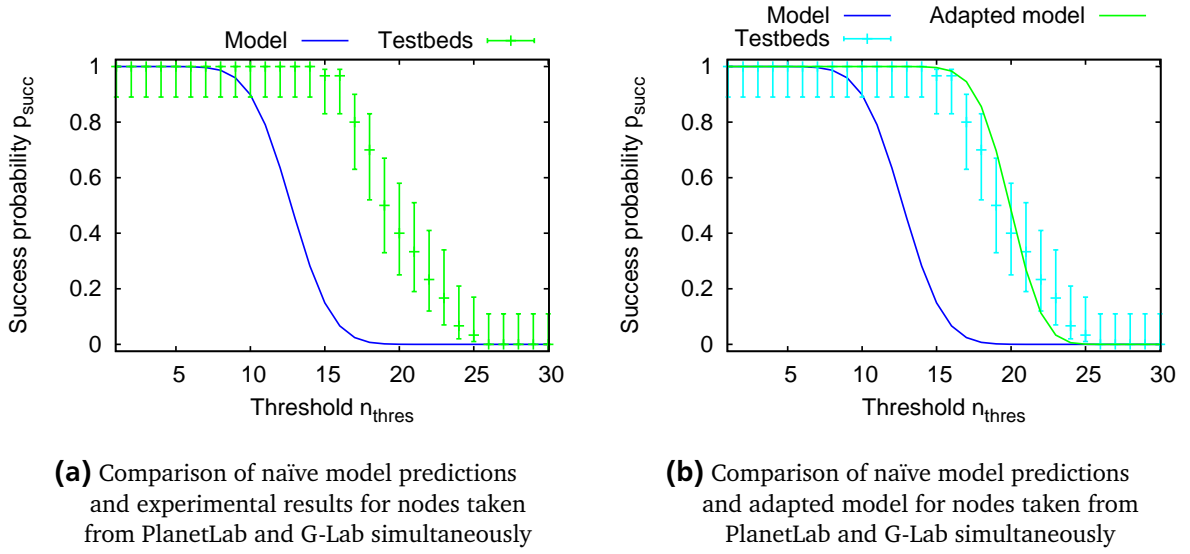 Model Testbeds
Success probability p_succ
1
0.8
0.6
0.4
0.2
0
5 10 15 20 25 30
Threshold n_thres
(a) Comparison of naïve model predictions
and experimental results for nodes taken
from PlanetLab and G-Lab simultaneously
Model Adapted model
Testbeds
Success probability p_succ
1
0.8
0.6
0.4
0.2
0
5 10 15 20 25 30
Threshold n_thres
(b) Comparison of naïve model predictions
and adapted model for nodes taken from
PlanetLab and G-Lab simultaneously